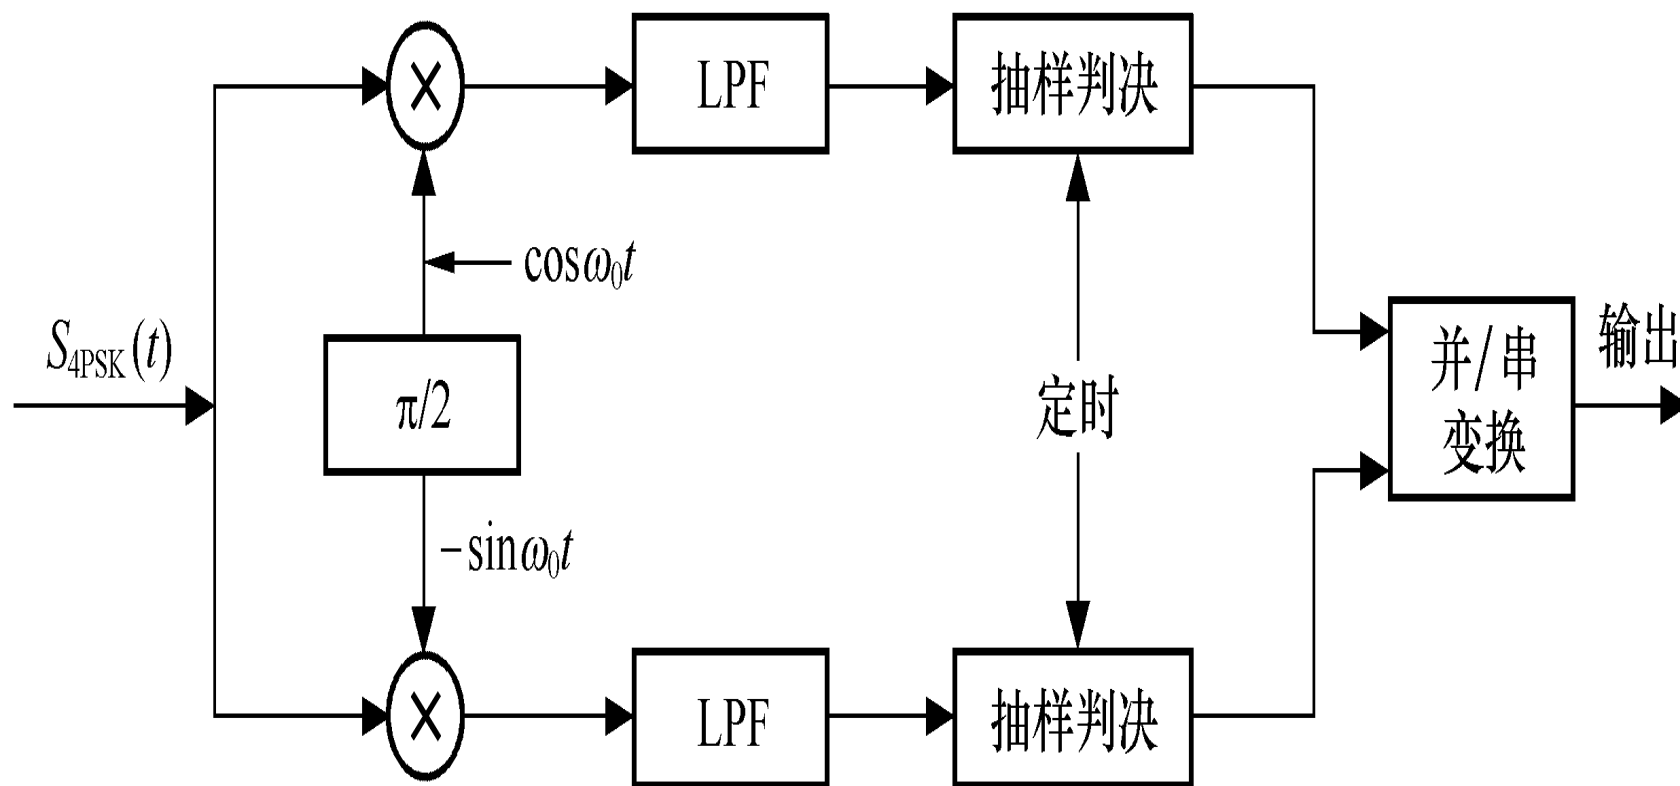 ×
LPF
抽样判决
cosω₀t
S₄PSK(t)
π/2
定时
并/串
变换
输出
−sinω₀t
×
LPF
抽样判决